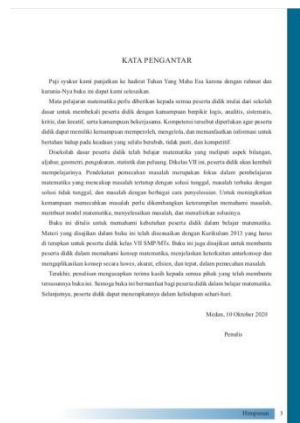 KATA PENGANTAR
Puji syukur kami panjatkan ke hadirat Tuhan Yang Maha Esa karena dengan rahmat dan
karunia-Nya buku ini dapat kami selesaikan.
Mata pelajaran matematika perlu diberikan kepada semua peserta didik mulai dari sekolah
dasar untuk membekali peserta didik dengan kemampuan berpikir logis, analitis, sistematis,
kritis, dan kreatif, serta kemampuan bekerjasama. Kompetensi tersebut diperlukan agar peserta
didik dapat memiliki kemampuan memperoleh, mengelola, dan memanfaatkan informasi untuk
bertahan hidup pada keadaan yang selalu berubah, tidak pasti, dan kompetitif.
Disekolah dasar peserta didik telah belajar matematika yang meliputi aspek bilangan,
aljabar, geometri, pengukuran, statistik dan peluang. Dikelas VII ini, peserta didik akan kembali
mempelajarinya. Pendekatan pemecahan masalah merupakan fokus dalam pembelajaran
matematika yang mencakup masalah tertutup dengan solusi tunggal, masalah terbuka dengan
solusi tidak tunggal, dan masalah dengan berbagai cara penyelesaian. Untuk meningkatkan
kemampuan memecahkan masalah perlu dikembangkan keterampilan memahami masalah,
membuat model matematika, menyelesaikan masalah, dan menafsirkan solusinya.
Buku ini ditulis untuk memenuhi kebutuhan peserta didik dalam belajar matematika.
Materi yang disajikan dalam buku ini telah disesuaikan dengan Kurikulum 2013 yang harus
di terapkan untuk peserta didik kelas VII SMP/MTs. Buku ini juga disajikan untuk membantu
peserta didik dalam memahami konsep matematika, menjelaskan keterkaitan antarkonsep dan
mengaplikasikan konsep secara luwes, akurat, efisien, dan tepat, dalam pemecahan masalah.
Terakhir, penulisan mengucapkan terima kasih kepada semua pihak yang telah membantu
tersusunnya buku ini. Semoga buku ini bermanfaat bagi peserta didik dalam belajar matematika.
Selanjutnya, peserta didik dapat menerapkannya dalam kehidupan sehari-hari.
Medan, 10 Oktober 2020
Penulis
Himpunan 3